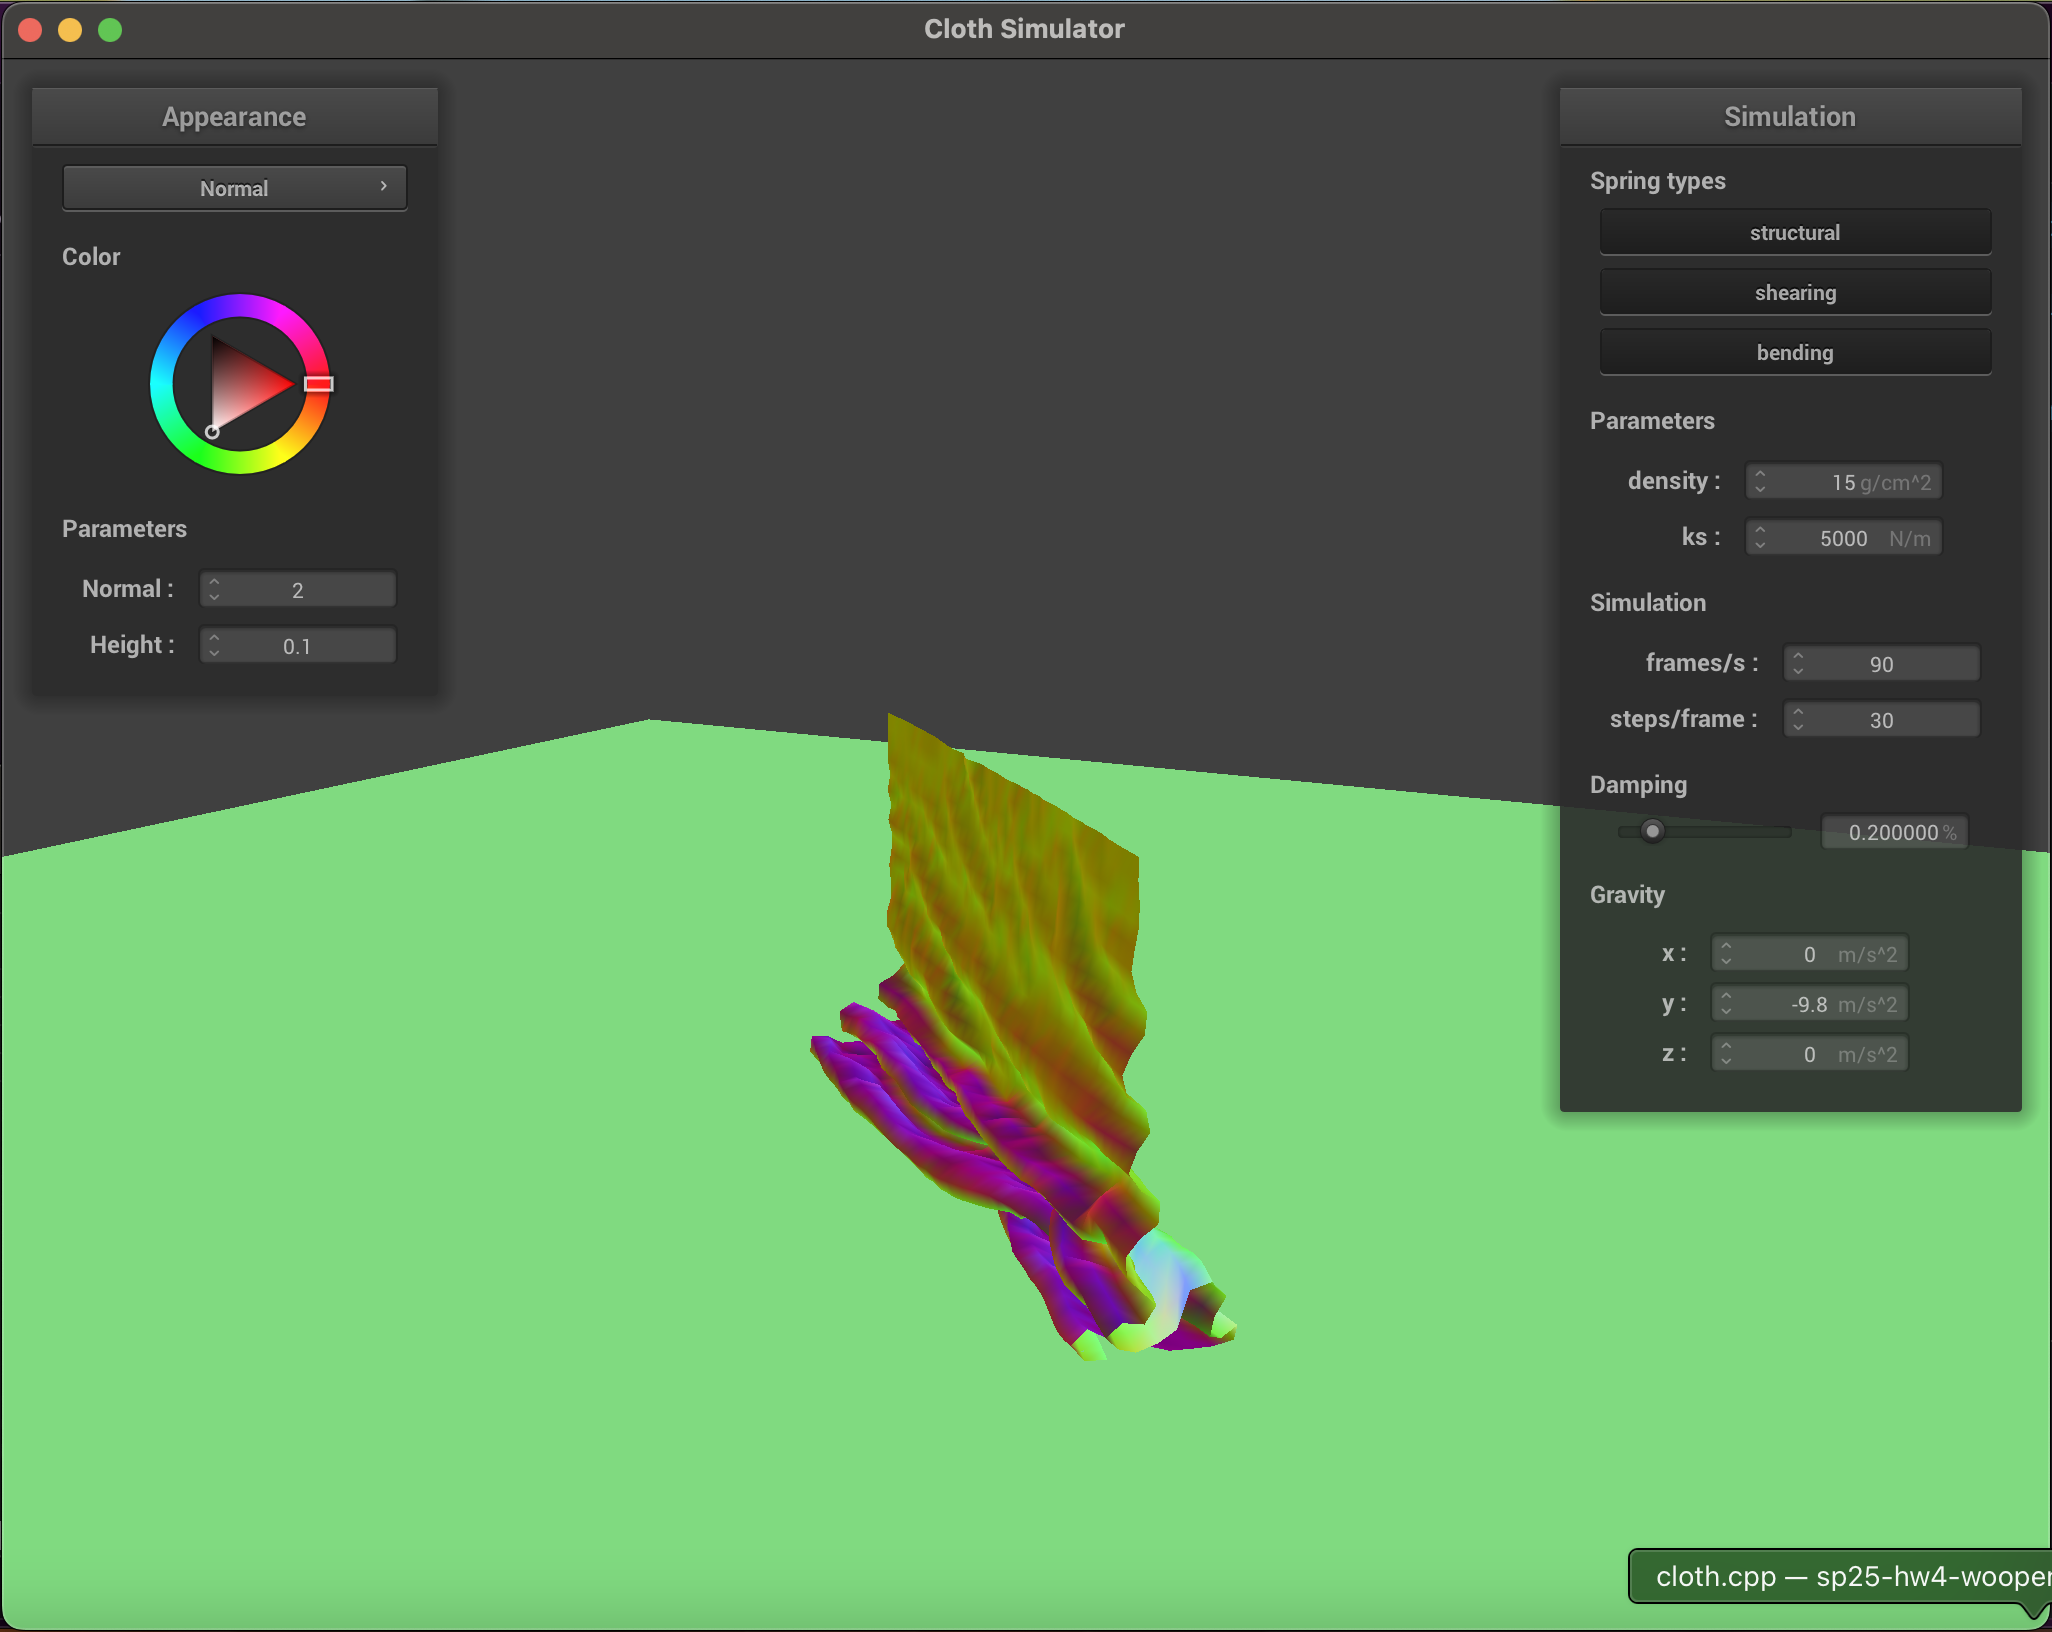 Cloth Simulator
Appearance
Normal
Color
Parameters
Normal : 2
Height : 0.1
Simulation
Spring types
structural
shearing
bending
Parameters
density : 15 g/cm^2
ks : 5000 N/m
Simulation
frames/s : 90
steps/frame : 30
Damping
0.200000 %
Gravity
x : 0 m/s^2
y : -9.8 m/s^2
z : 0 m/s^2
cloth.cpp — sp25-hw4-wooper